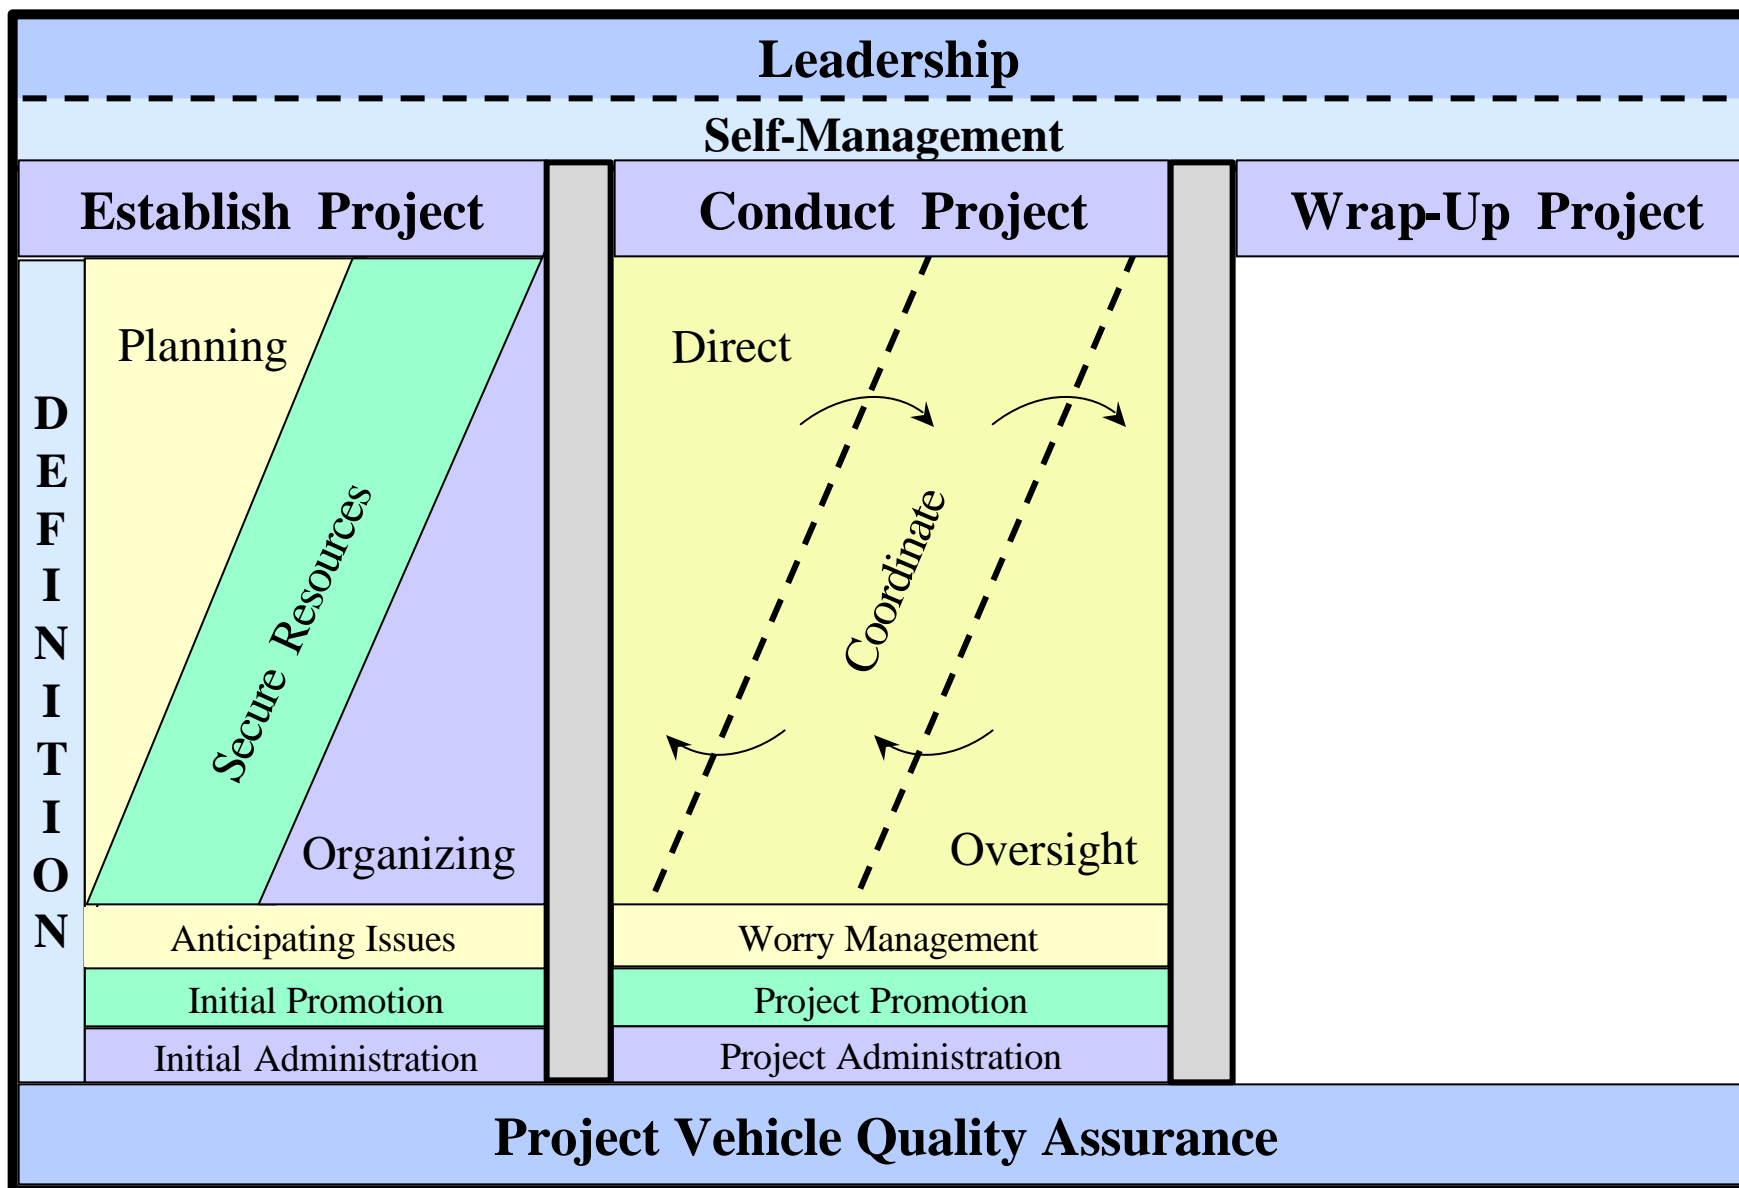 Leadership
Self-Management
Establish Project
Conduct Project
Wrap-Up Project
DEFINITION
Planning
Secure Resources
Organizing
Anticipating Issues
Initial Promotion
Initial Administration
Direct
Coordinate
Oversight
Worry Management
Project Promotion
Project Administration
Project Vehicle Quality Assurance